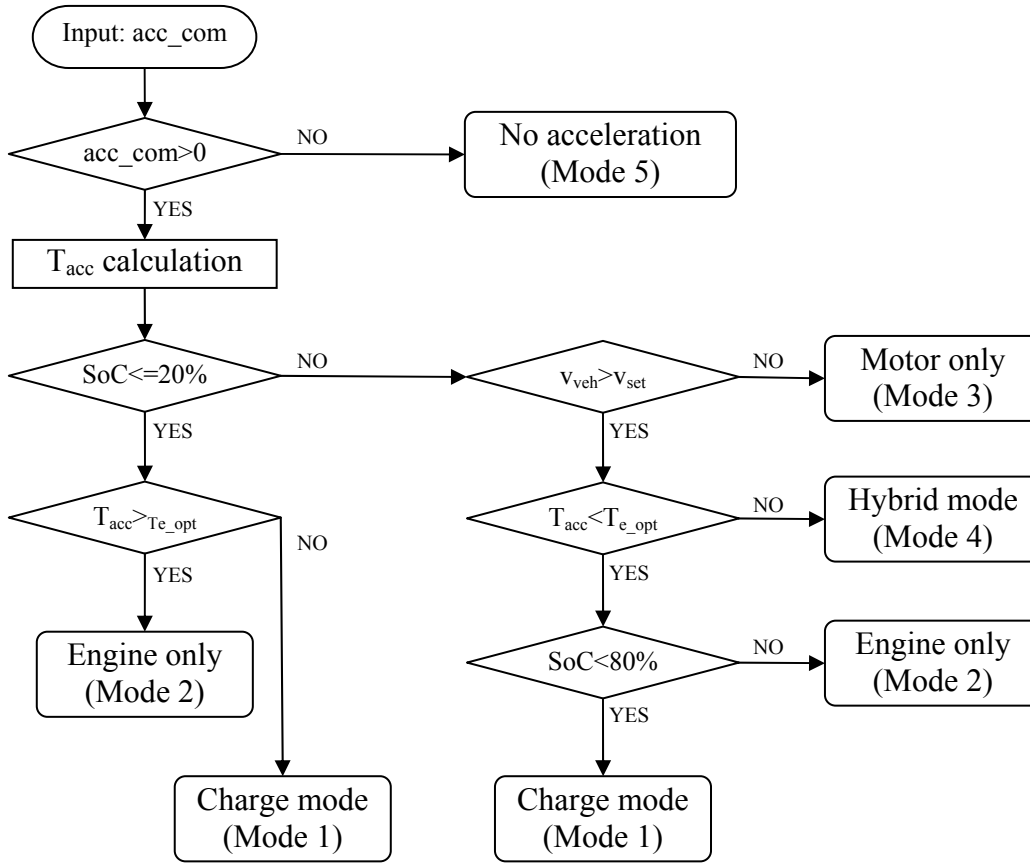 Input: acc_com
acc_com>0
NO
No acceleration
(Mode 5)
YES
Tacc calculation
SoC<=20%
NO
vveh>vset
NO
Motor only
(Mode 3)
YES
YES
Tacc>Te_opt
NO
Tacc<Te_opt
NO
Hybrid mode
(Mode 4)
YES
YES
Engine only
(Mode 2)
SoC<80%
NO
Engine only
(Mode 2)
YES
Charge mode
(Mode 1)
Charge mode
(Mode 1)